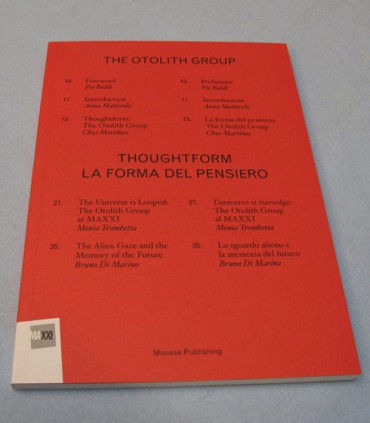 THE OTOLITH GROUP
10. Foreword
Pio Baldi
11. Introduction
Anna Mattirolo
13. Thoughtform:
The Otolith Group
Chus Martínez
10. Prefazione
Pio Baldi
11. Introduzione
Anna Mattirolo
13. La forma del pensiero.
The Otolith Group
Chus Martínez
THOUGHTFORM
LA FORMA DEL PENSIERO
21. The Universe is Looped.
The Otolith Group
at MAXXI
Monia Trombetta
35. The Alien Gaze and the
Memory of the Future
Bruno Di Marino
21. L'universo si riavvolge:
The Otolith Group
al MAXXI
Monia Trombetta
35. Lo sguardo alieno e
la memoria del futuro
Bruno Di Marino
MAXXI
Mousse Publishing